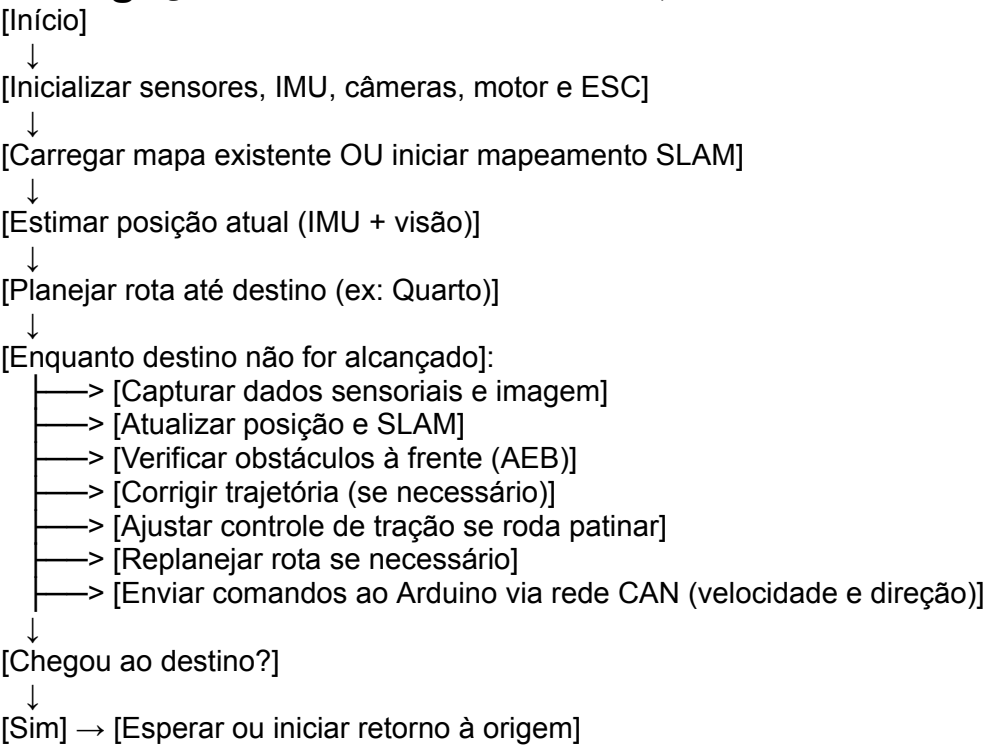 [Início]
↓
[Inicializar sensores, IMU, câmeras, motor e ESC]
↓
[Carregar mapa existente OU iniciar mapeamento SLAM]
↓
[Estimar posição atual (IMU + visão)]
↓
[Planejar rota até destino (ex: Quarto)]
↓
[Enquanto destino não for alcançado]:
├──> [Capturar dados sensoriais e imagem]
├──> [Atualizar posição e SLAM]
├──> [Verificar obstáculos à frente (AEB)]
├──> [Corrigir trajetória (se necessário)]
├──> [Ajustar controle de tração se roda patinar]
├──> [Replanejar rota se necessário]
├──> [Enviar comandos ao Arduino via rede CAN (velocidade e direção)]
↓
[Chegou ao destino?]
↓
[Sim] → [Esperar ou iniciar retorno à origem]